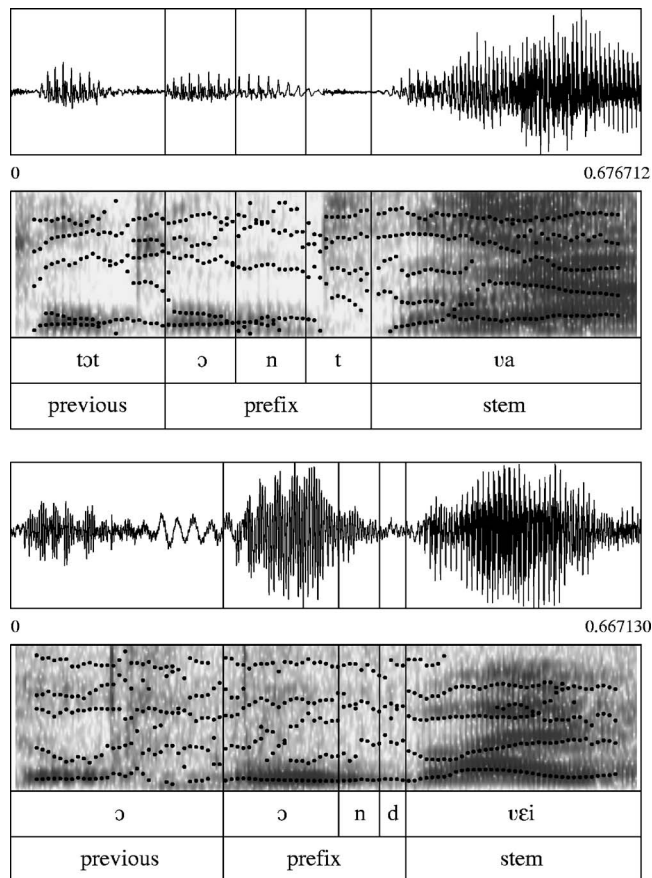 0 0.676712
tɔt ɔ n t ʋa
previous prefix stem
0 0.667130
ɔ ɔ n d ʋɛi
previous prefix stem